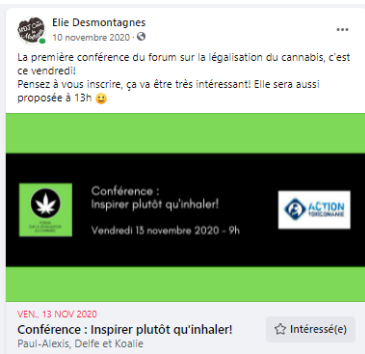 Elie Desmontagnes
10 novembre 2020 ·
La première conférence du forum sur la légalisation du cannabis, c'est
ce vendredi!
Pensez à vous inscrire, ça va être très intéressant! Elle sera aussi
proposée à 13h
Conférence :
Inspirer plutôt qu'inhaler!
Vendredi 13 novembre 2020 - 9h
FORUM
ACTION
TOXICOMANIE
VEN., 13 NOV 2020
Conférence : Inspirer plutôt qu'inhaler!
Paul-Alexis, Delfe et Koalie
Intéressé(e)